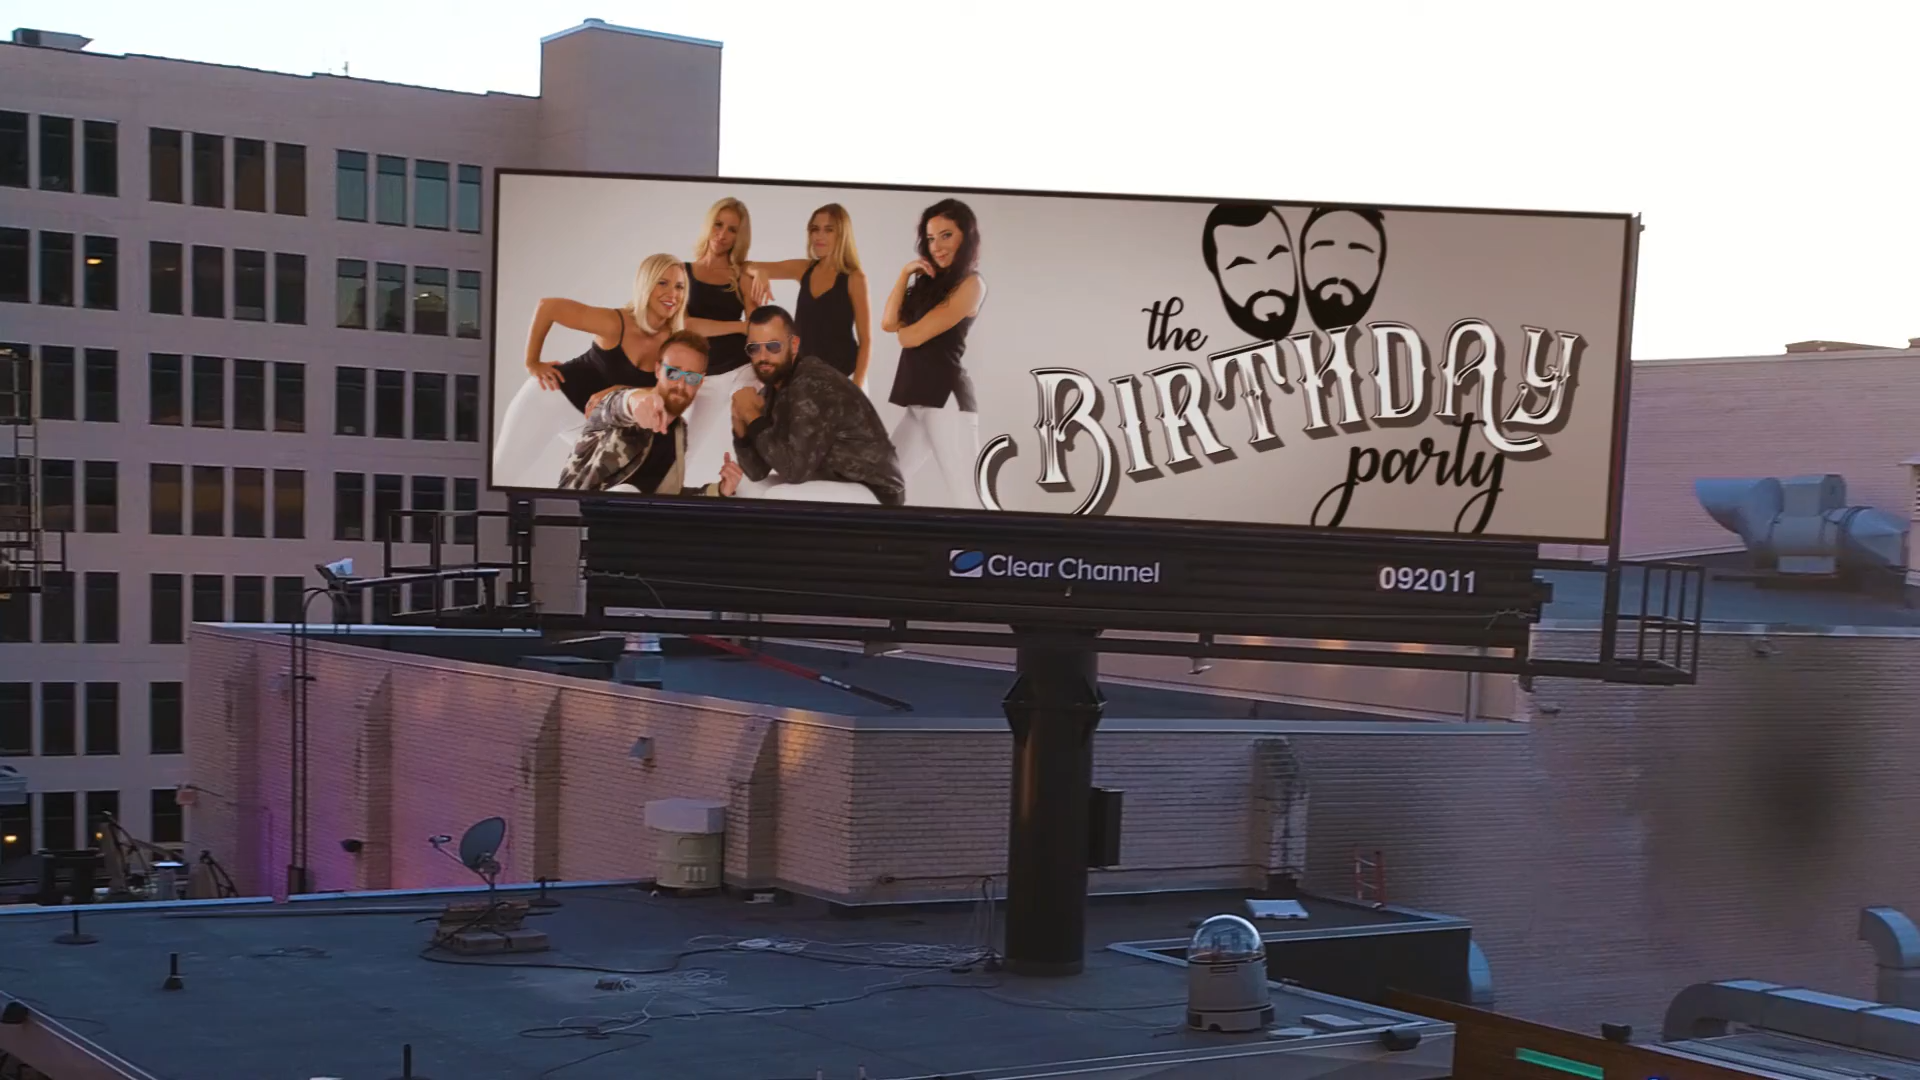 the
BIRTHDAY
party
Clear Channel
092011